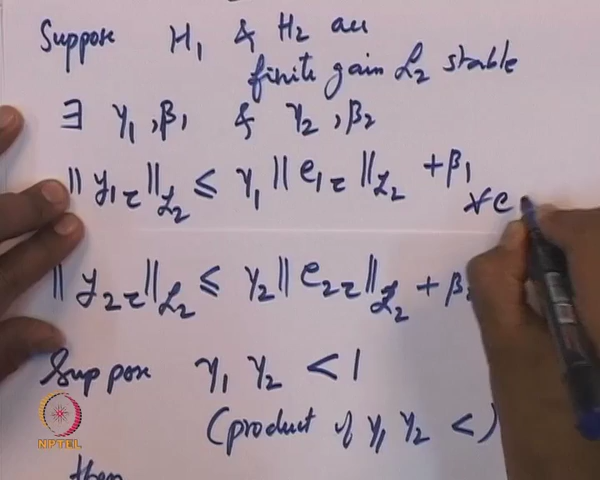 Suppose H₁ & H₂ are
finite gain ℒ₂ stable
∃ γ₁, β₁ & γ₂, β₂
‖y₁τ‖ℒ₂ ≤ γ₁ ‖e₁τ‖ℒ₂ + β₁
∀e
‖y₂τ‖ℒ₂ ≤ γ₂ ‖e₂τ‖ℒ₂ + β₂
Suppose γ₁ γ₂ < 1
(product of γ₁ γ₂ < )
NPTEL
then